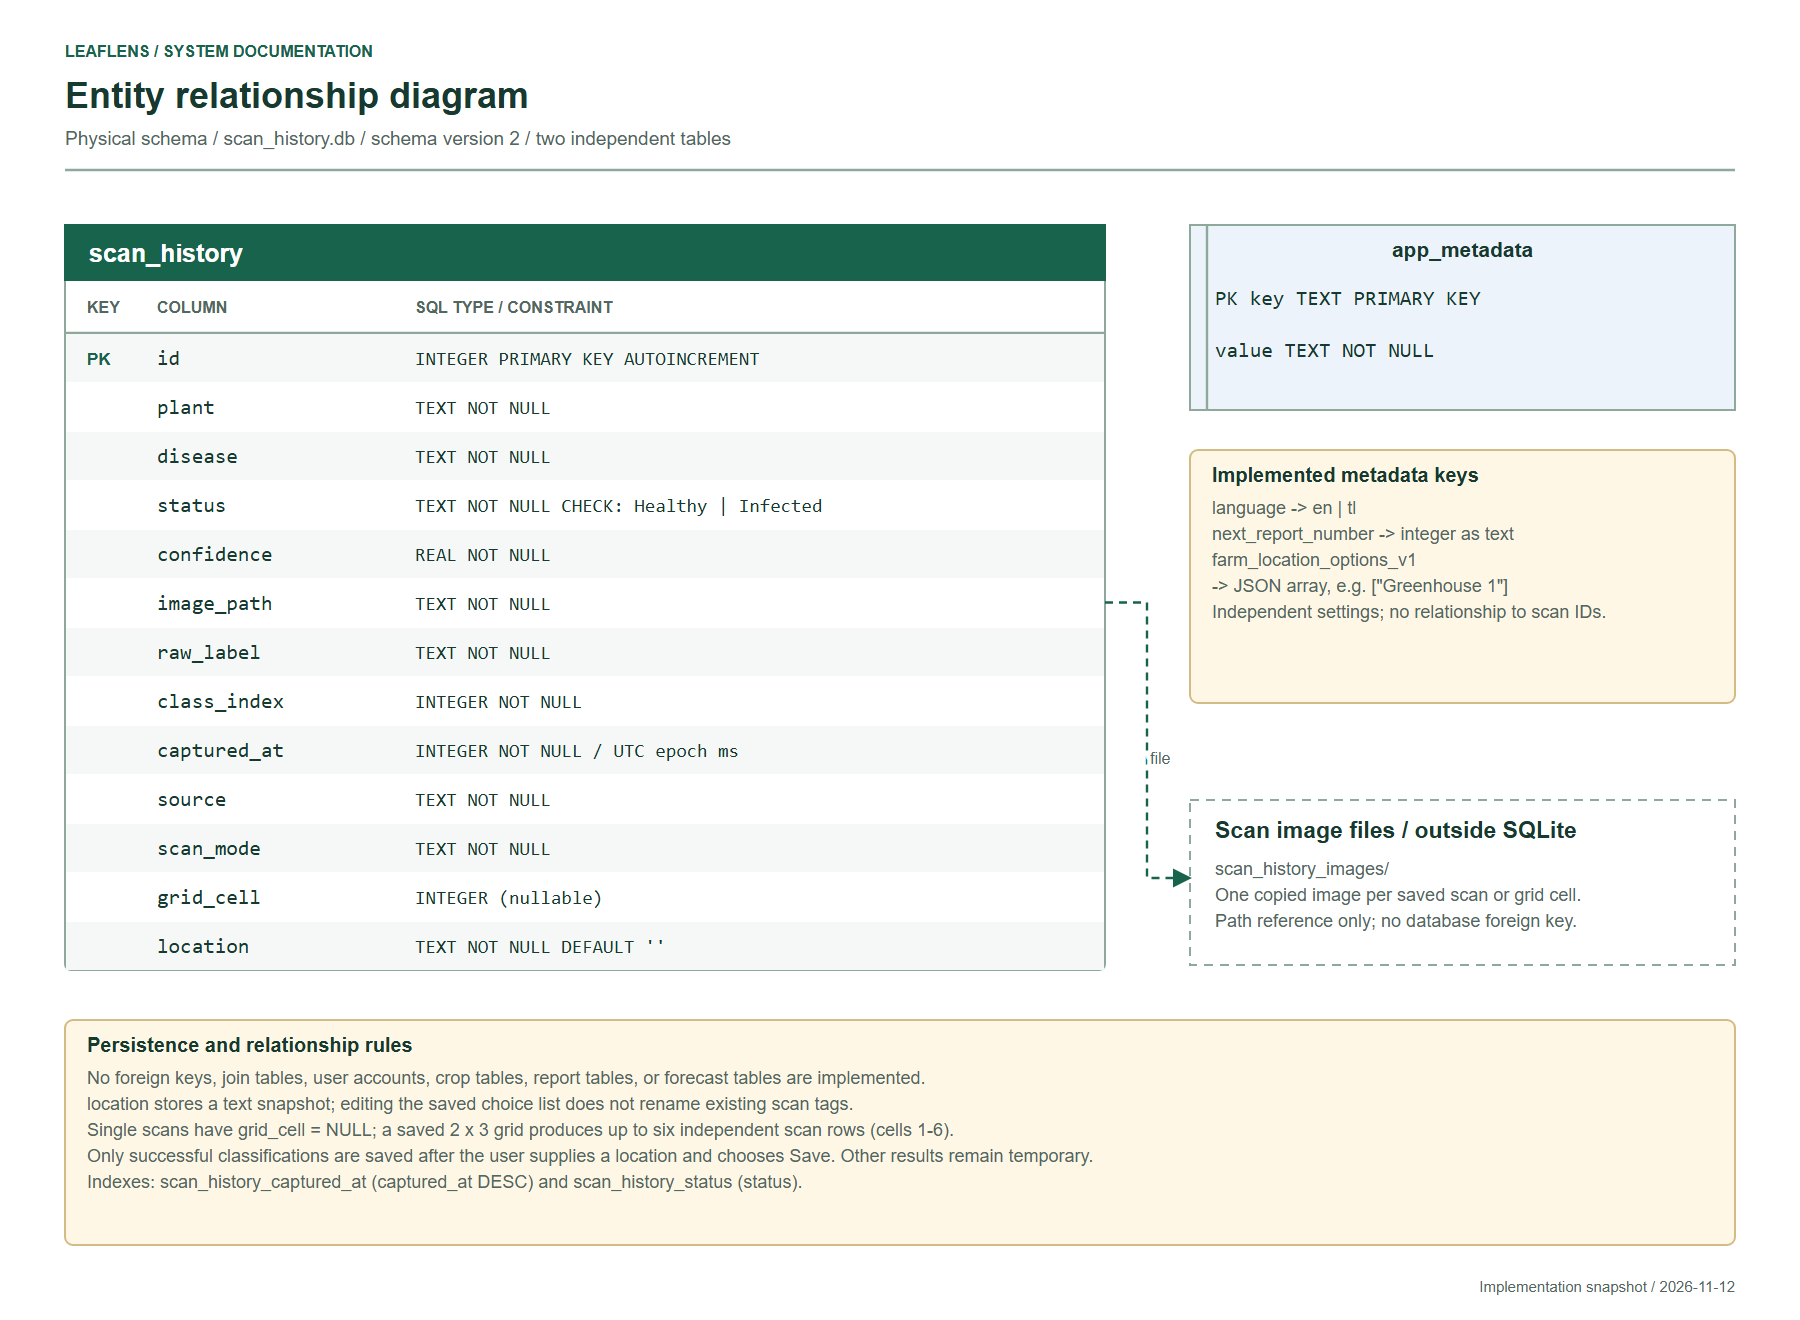 LEAFLENS / SYSTEM DOCUMENTATION
Entity relationship diagram
Physical schema / scan_history.db / schema version 2 / two independent tables
scan_history
KEY COLUMN SQL TYPE / CONSTRAINT
PK id INTEGER PRIMARY KEY AUTOINCREMENT
plant TEXT NOT NULL
disease TEXT NOT NULL
status TEXT NOT NULL CHECK: Healthy | Infected
confidence REAL NOT NULL
image_path TEXT NOT NULL
raw_label TEXT NOT NULL
class_index INTEGER NOT NULL
captured_at INTEGER NOT NULL / UTC epoch ms
source TEXT NOT NULL
scan_mode TEXT NOT NULL
grid_cell INTEGER (nullable)
location TEXT NOT NULL DEFAULT ''
app_metadata
PK key TEXT PRIMARY KEY
value TEXT NOT NULL
Implemented metadata keys
language -> en | tl
next_report_number -> integer as text
farm_location_options_v1
-> JSON array, e.g. ["Greenhouse 1"]
Independent settings; no relationship to scan IDs.
file
Scan image files / outside SQLite
scan_history_images/
One copied image per saved scan or grid cell.
Path reference only; no database foreign key.
Persistence and relationship rules
No foreign keys, join tables, user accounts, crop tables, report tables, or forecast tables are implemented.
location stores a text snapshot; editing the saved choice list does not rename existing scan tags.
Single scans have grid_cell = NULL; a saved 2 x 3 grid produces up to six independent scan rows (cells 1-6).
Only successful classifications are saved after the user supplies a location and chooses Save. Other results remain temporary.
Indexes: scan_history_captured_at (captured_at DESC) and scan_history_status (status).
Implementation snapshot / 2026-11-12